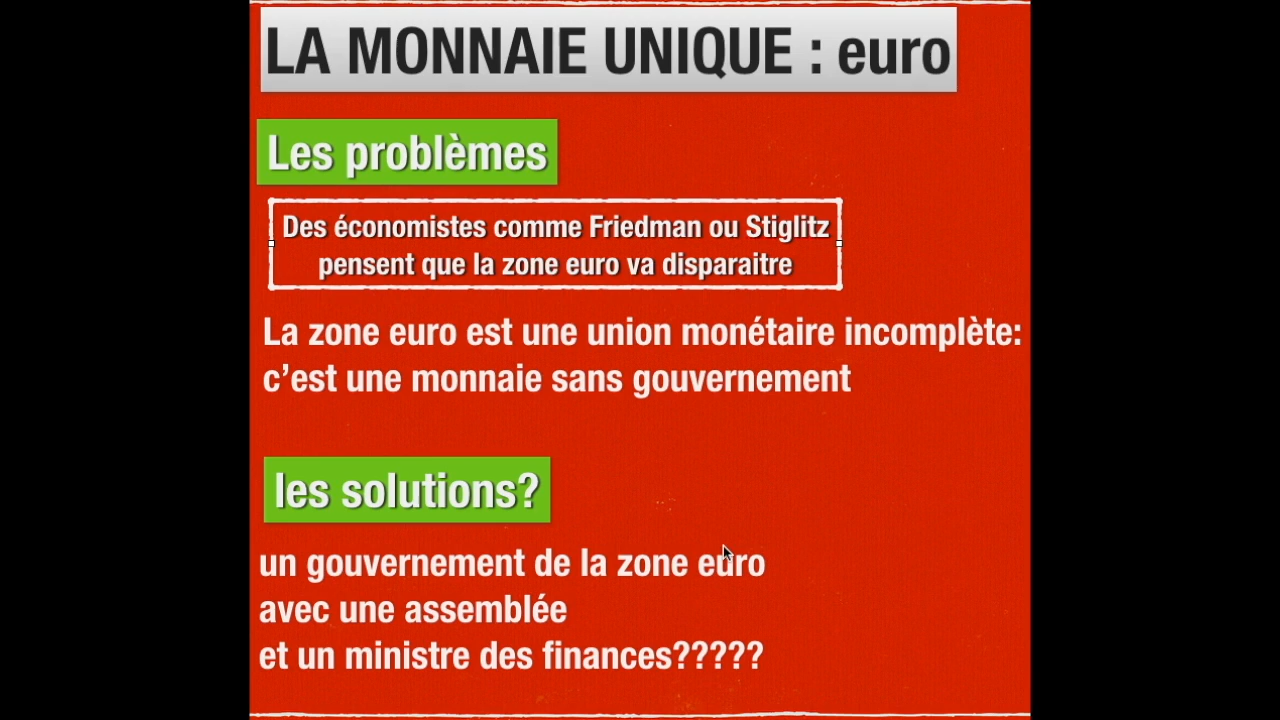 LA MONNAIE UNIQUE : euro
Les problèmes
Des économistes comme Friedman ou Stiglitz
pensent que la zone euro va disparaitre
La zone euro est une union monétaire incomplète:
c’est une monnaie sans gouvernement
les solutions?
un gouvernement de la zone euro
avec une assemblée
et un ministre des finances?????